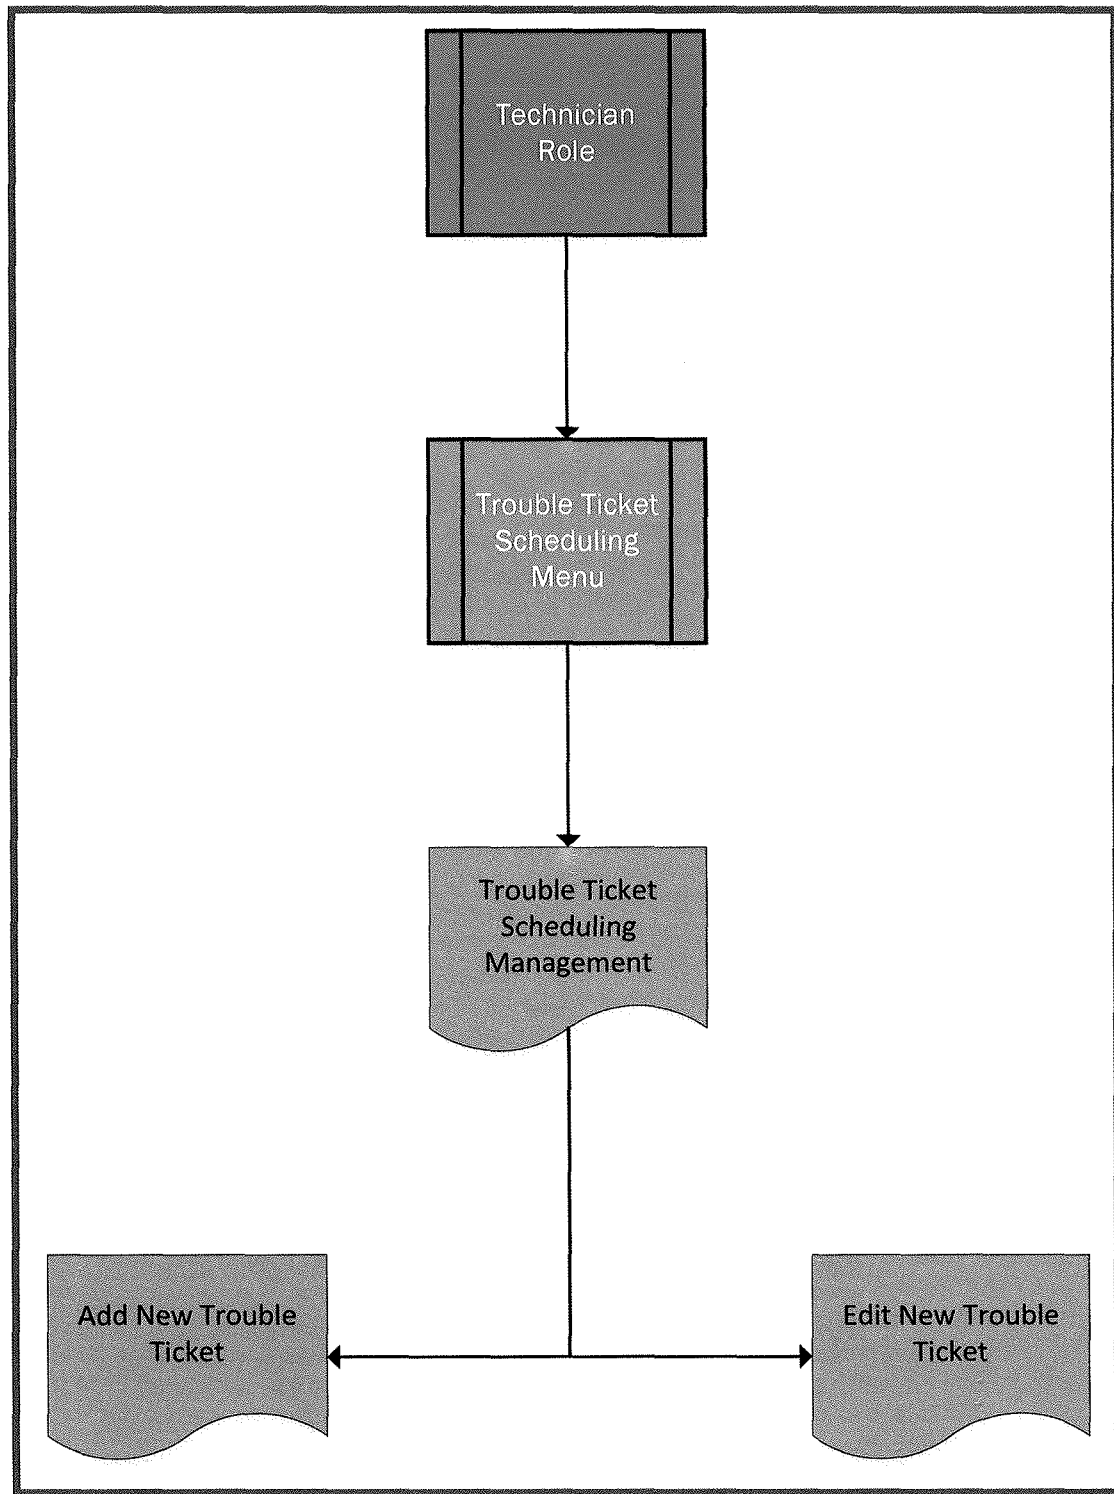 Technician
Role
Trouble Ticket
Scheduling
Menu
Trouble Ticket
Scheduling
Management
Add New Trouble
Ticket
Edit New Trouble
Ticket